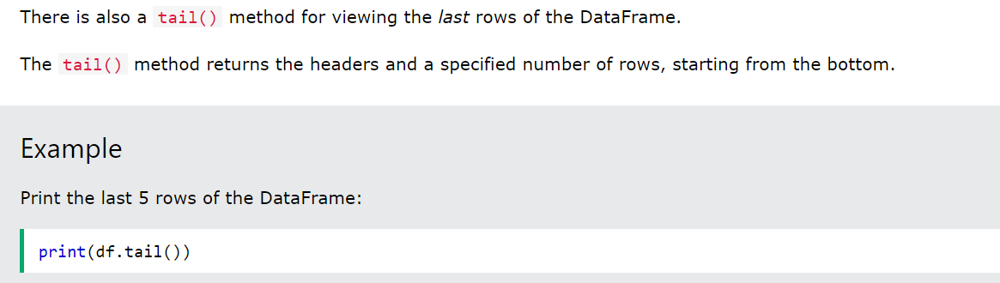 There is also a tail() method for viewing the last rows of the DataFrame.
The tail() method returns the headers and a specified number of rows, starting from the bottom.
Example
Print the last 5 rows of the DataFrame:
print(df.tail())